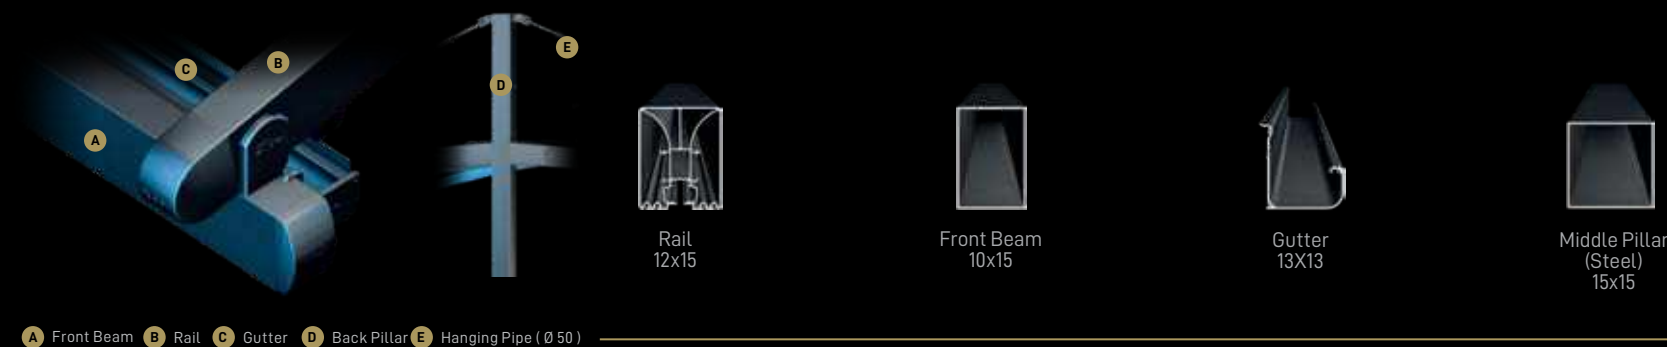 C
B
A
E
D
Rail
12x15
Front Beam
10x15
Gutter
13X13
Middle Pillar
(Steel)
15x15
A Front Beam B Rail C Gutter D Back Pillar E Hanging Pipe ( Ø 50 )